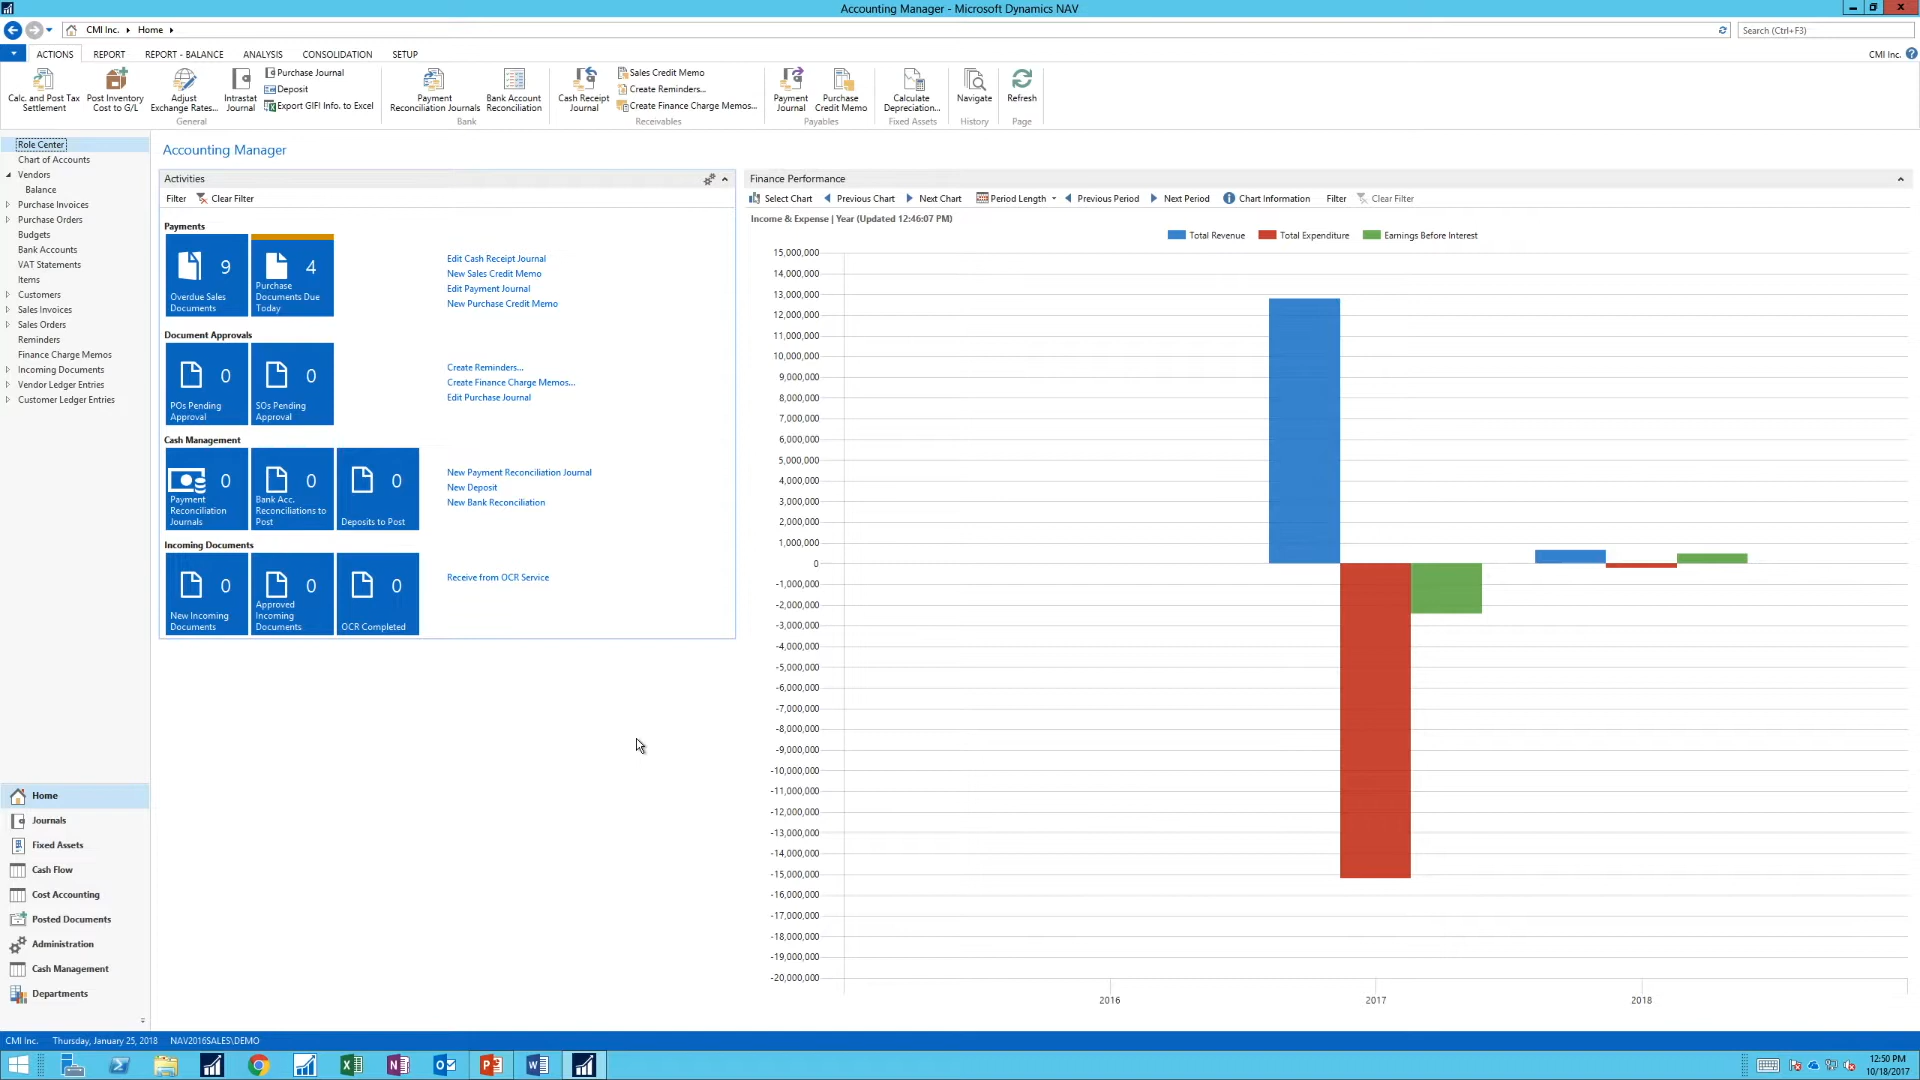 Accounting Manager - Microsoft Dynamics NAV
CMI Inc. Home
Search (Ctrl+F3)
ACTIONS REPORT REPORT - BALANCE ANALYSIS CONSOLIDATION SETUP
CMI Inc.
Calc. and Post Tax Settlement
Post Inventory Cost to G/L
Adjust Exchange Rates...
Intrastat Journal
Purchase Journal
Deposit
Export GIFI Info. to Excel
General
Payment Reconciliation Journals
Bank Account Reconciliation
Bank
Cash Receipt Journal
Sales Credit Memo
Create Reminders...
Create Finance Charge Memos...
Receivables
Payment Journal
Purchase Credit Memo
Payables
Calculate Depreciation...
Fixed Assets
Navigate
History
Refresh
Page
Role Center
Chart of Accounts
Vendors
Balance
Purchase Invoices
Purchase Orders
Budgets
Bank Accounts
VAT Statements
Items
Customers
Sales Invoices
Sales Orders
Reminders
Finance Charge Memos
Incoming Documents
Vendor Ledger Entries
Customer Ledger Entries
Home
Journals
Fixed Assets
Cash Flow
Cost Accounting
Posted Documents
Administration
Cash Management
Departments
Accounting Manager
Activities
Filter Clear Filter
Payments
9
Overdue Sales
Documents
4
Purchase
Documents Due
Today
Edit Cash Receipt Journal
New Sales Credit Memo
Edit Payment Journal
New Purchase Credit Memo
Document Approvals
0
POs Pending
Approval
0
SOs Pending
Approval
Create Reminders...
Create Finance Charge Memos...
Edit Purchase Journal
Cash Management
0
Payment
Reconciliation
Journals
0
Bank Acc.
Reconciliations to
Post
0
Deposits to Post
New Payment Reconciliation Journal
New Deposit
New Bank Reconciliation
Incoming Documents
0
New Incoming
Documents
0
Approved
Incoming
Documents
0
OCR Completed
Receive from OCR Service
Finance Performance
Select Chart Previous Chart Next Chart Period Length Previous Period Next Period Chart Information Filter Clear Filter
Income & Expense | Year (Updated 12:46:07 PM)
Total Revenue Total Expenditure Earnings Before Interest
15,000,000
14,000,000
13,000,000
12,000,000
11,000,000
10,000,000
9,000,000
8,000,000
7,000,000
6,000,000
5,000,000
4,000,000
3,000,000
2,000,000
1,000,000
0
-1,000,000
-2,000,000
-3,000,000
-4,000,000
-5,000,000
-6,000,000
-7,000,000
-8,000,000
-9,000,000
-10,000,000
-11,000,000
-12,000,000
-13,000,000
-14,000,000
-15,000,000
-16,000,000
-17,000,000
-18,000,000
-19,000,000
-20,000,000
2016 2017 2018
CMI Inc. Thursday, January 25, 2018 NAV2016SALES\DEMO
12:50 PM
10/18/2017